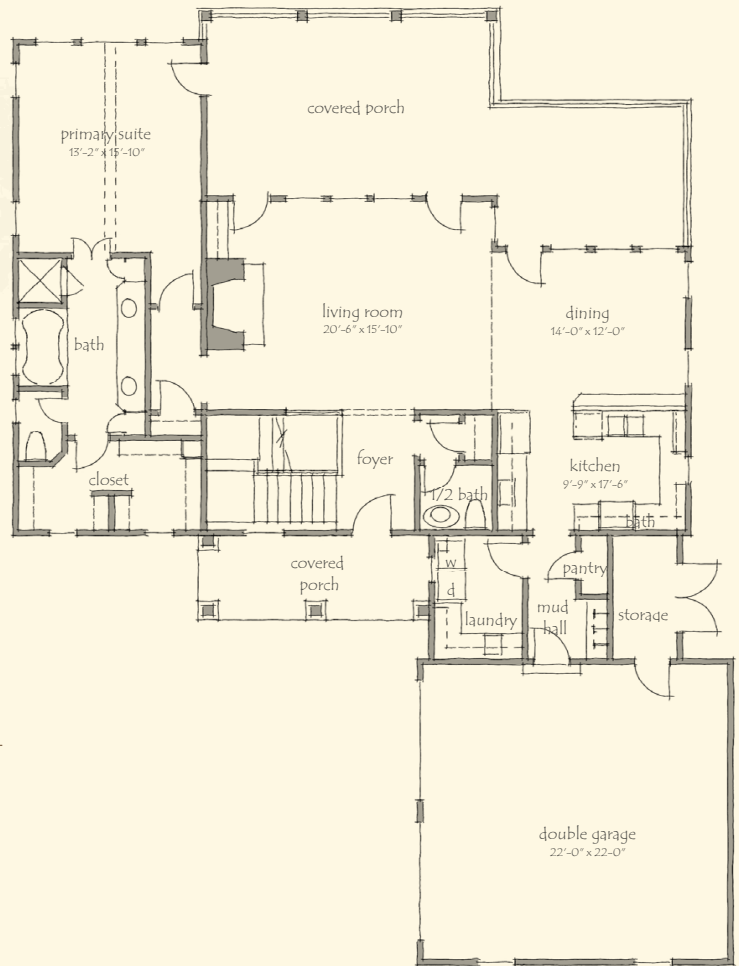 covered porch
primary suite
13'-2" x 15'-10"
living room
20'-6" x 15'-10"
dining
14'-0" x 12'-0"
bath
foyer
kitchen
9'-9" x 17'-6"
closet
1/2 bath
bath
covered
porch
w
d
pantry
laundry
mud
hall
storage
double garage
22'-0" x 22-0"